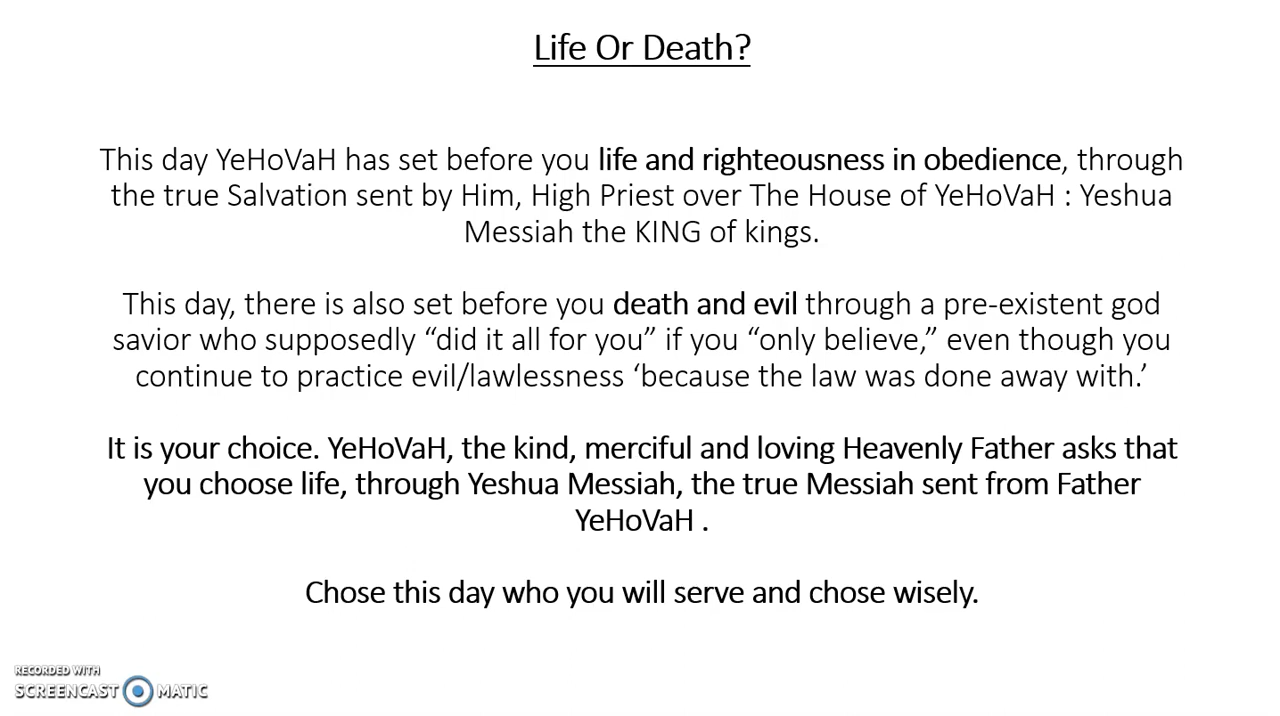 Life Or Death?
This day YeHoVaH has set before you life and righteousness in obedience, through
the true Salvation sent by Him, High Priest over The House of YeHoVaH : Yeshua
Messiah the KING of kings.
This day, there is also set before you death and evil through a pre-existent god
savior who supposedly “did it all for you” if you “only believe,” even though you
continue to practice evil/lawlessness ‘because the law was done away with.’
It is your choice. YeHoVaH, the kind, merciful and loving Heavenly Father asks that
you choose life, through Yeshua Messiah, the true Messiah sent from Father
YeHoVaH .
Chose this day who you will serve and chose wisely.
RECORDED WITH
SCREENCAST MATIC